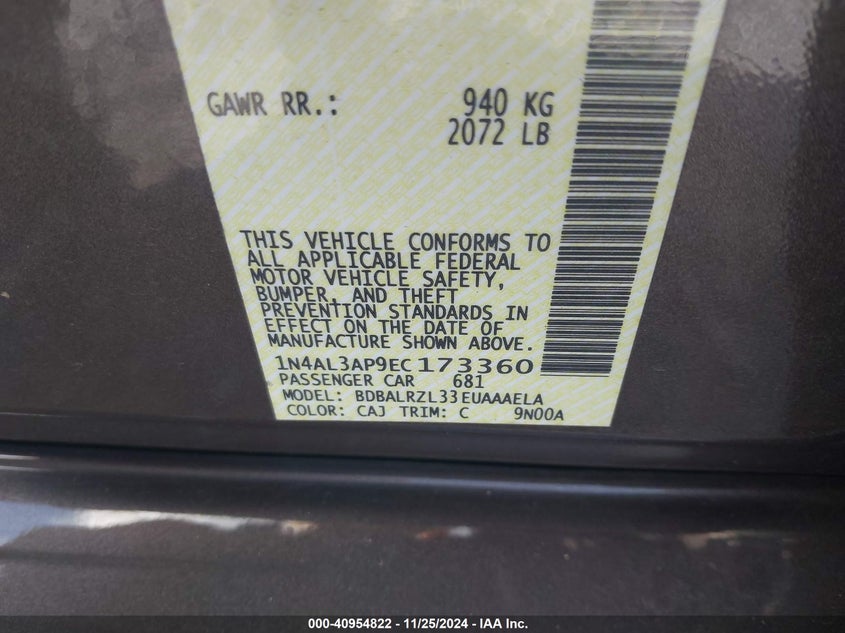 GAWR RR.: 940 KG
2072 LB
THIS VEHICLE CONFORMS TO
ALL APPLICABLE FEDERAL
MOTOR VEHICLE SAFETY,
BUMPER, AND THEFT
PREVENTION STANDARDS IN
EFFECT ON THE DATE OF
MANUFACTURE SHOWN ABOVE.
1N4AL3AP9EC173360
PASSENGER CAR 681
MODEL: BDBALRZL33EUAAAELA
COLOR: CAJ TRIM: C 9N00A
000-40954822 - 11/25/2024 - IAA Inc.